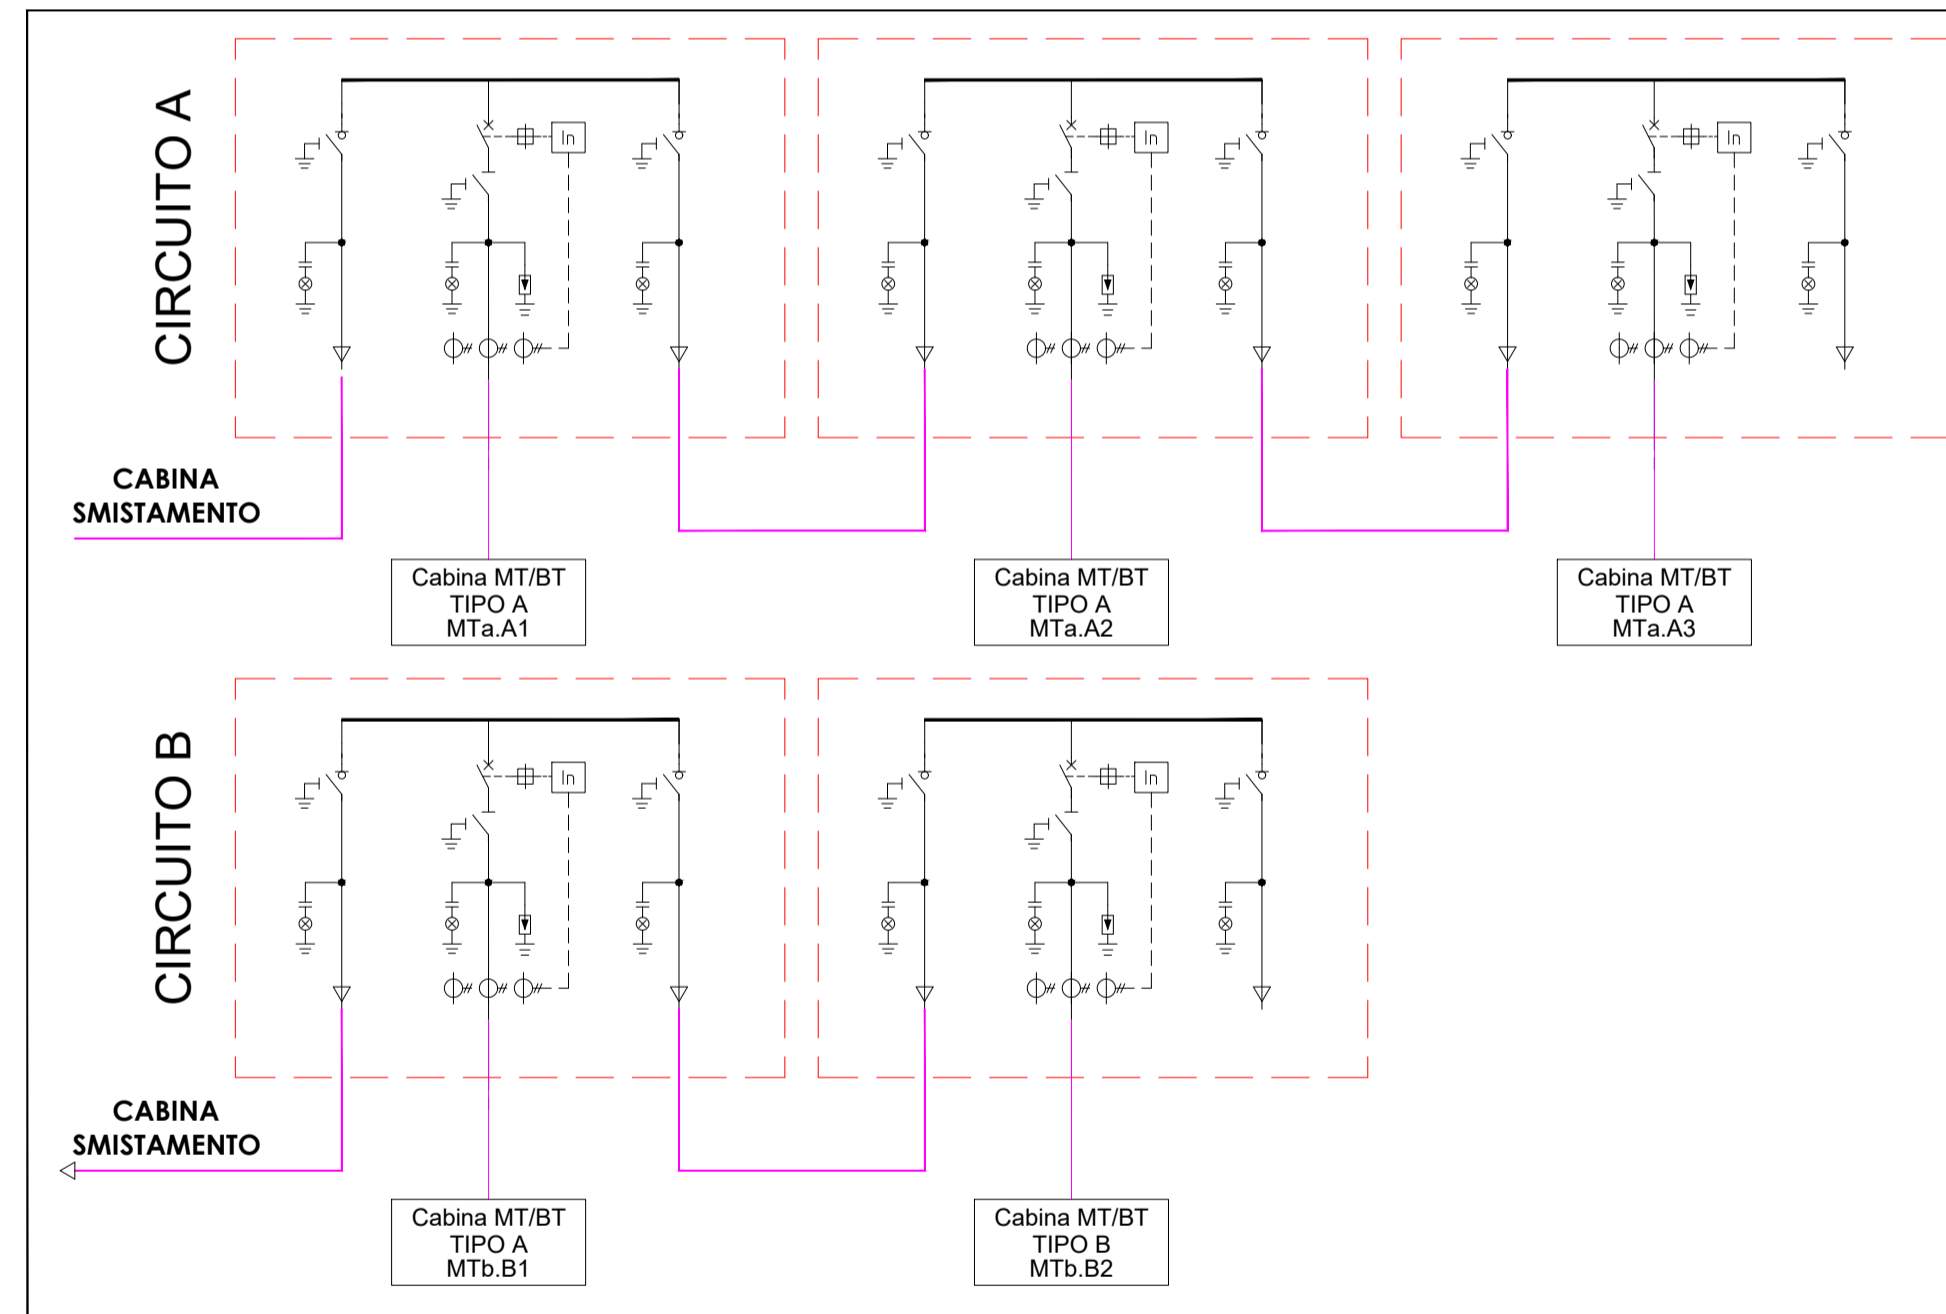 CIRCUITO A
In
In
In
CABINA
SMISTAMENTO
Cabina MT/BT
TIPO A
MTa.A1
Cabina MT/BT
TIPO A
MTa.A2
Cabina MT/BT
TIPO A
MTa.A3
CIRCUITO B
In
In
CABINA
SMISTAMENTO
Cabina MT/BT
TIPO A
MTb.B1
Cabina MT/BT
TIPO B
MTb.B2